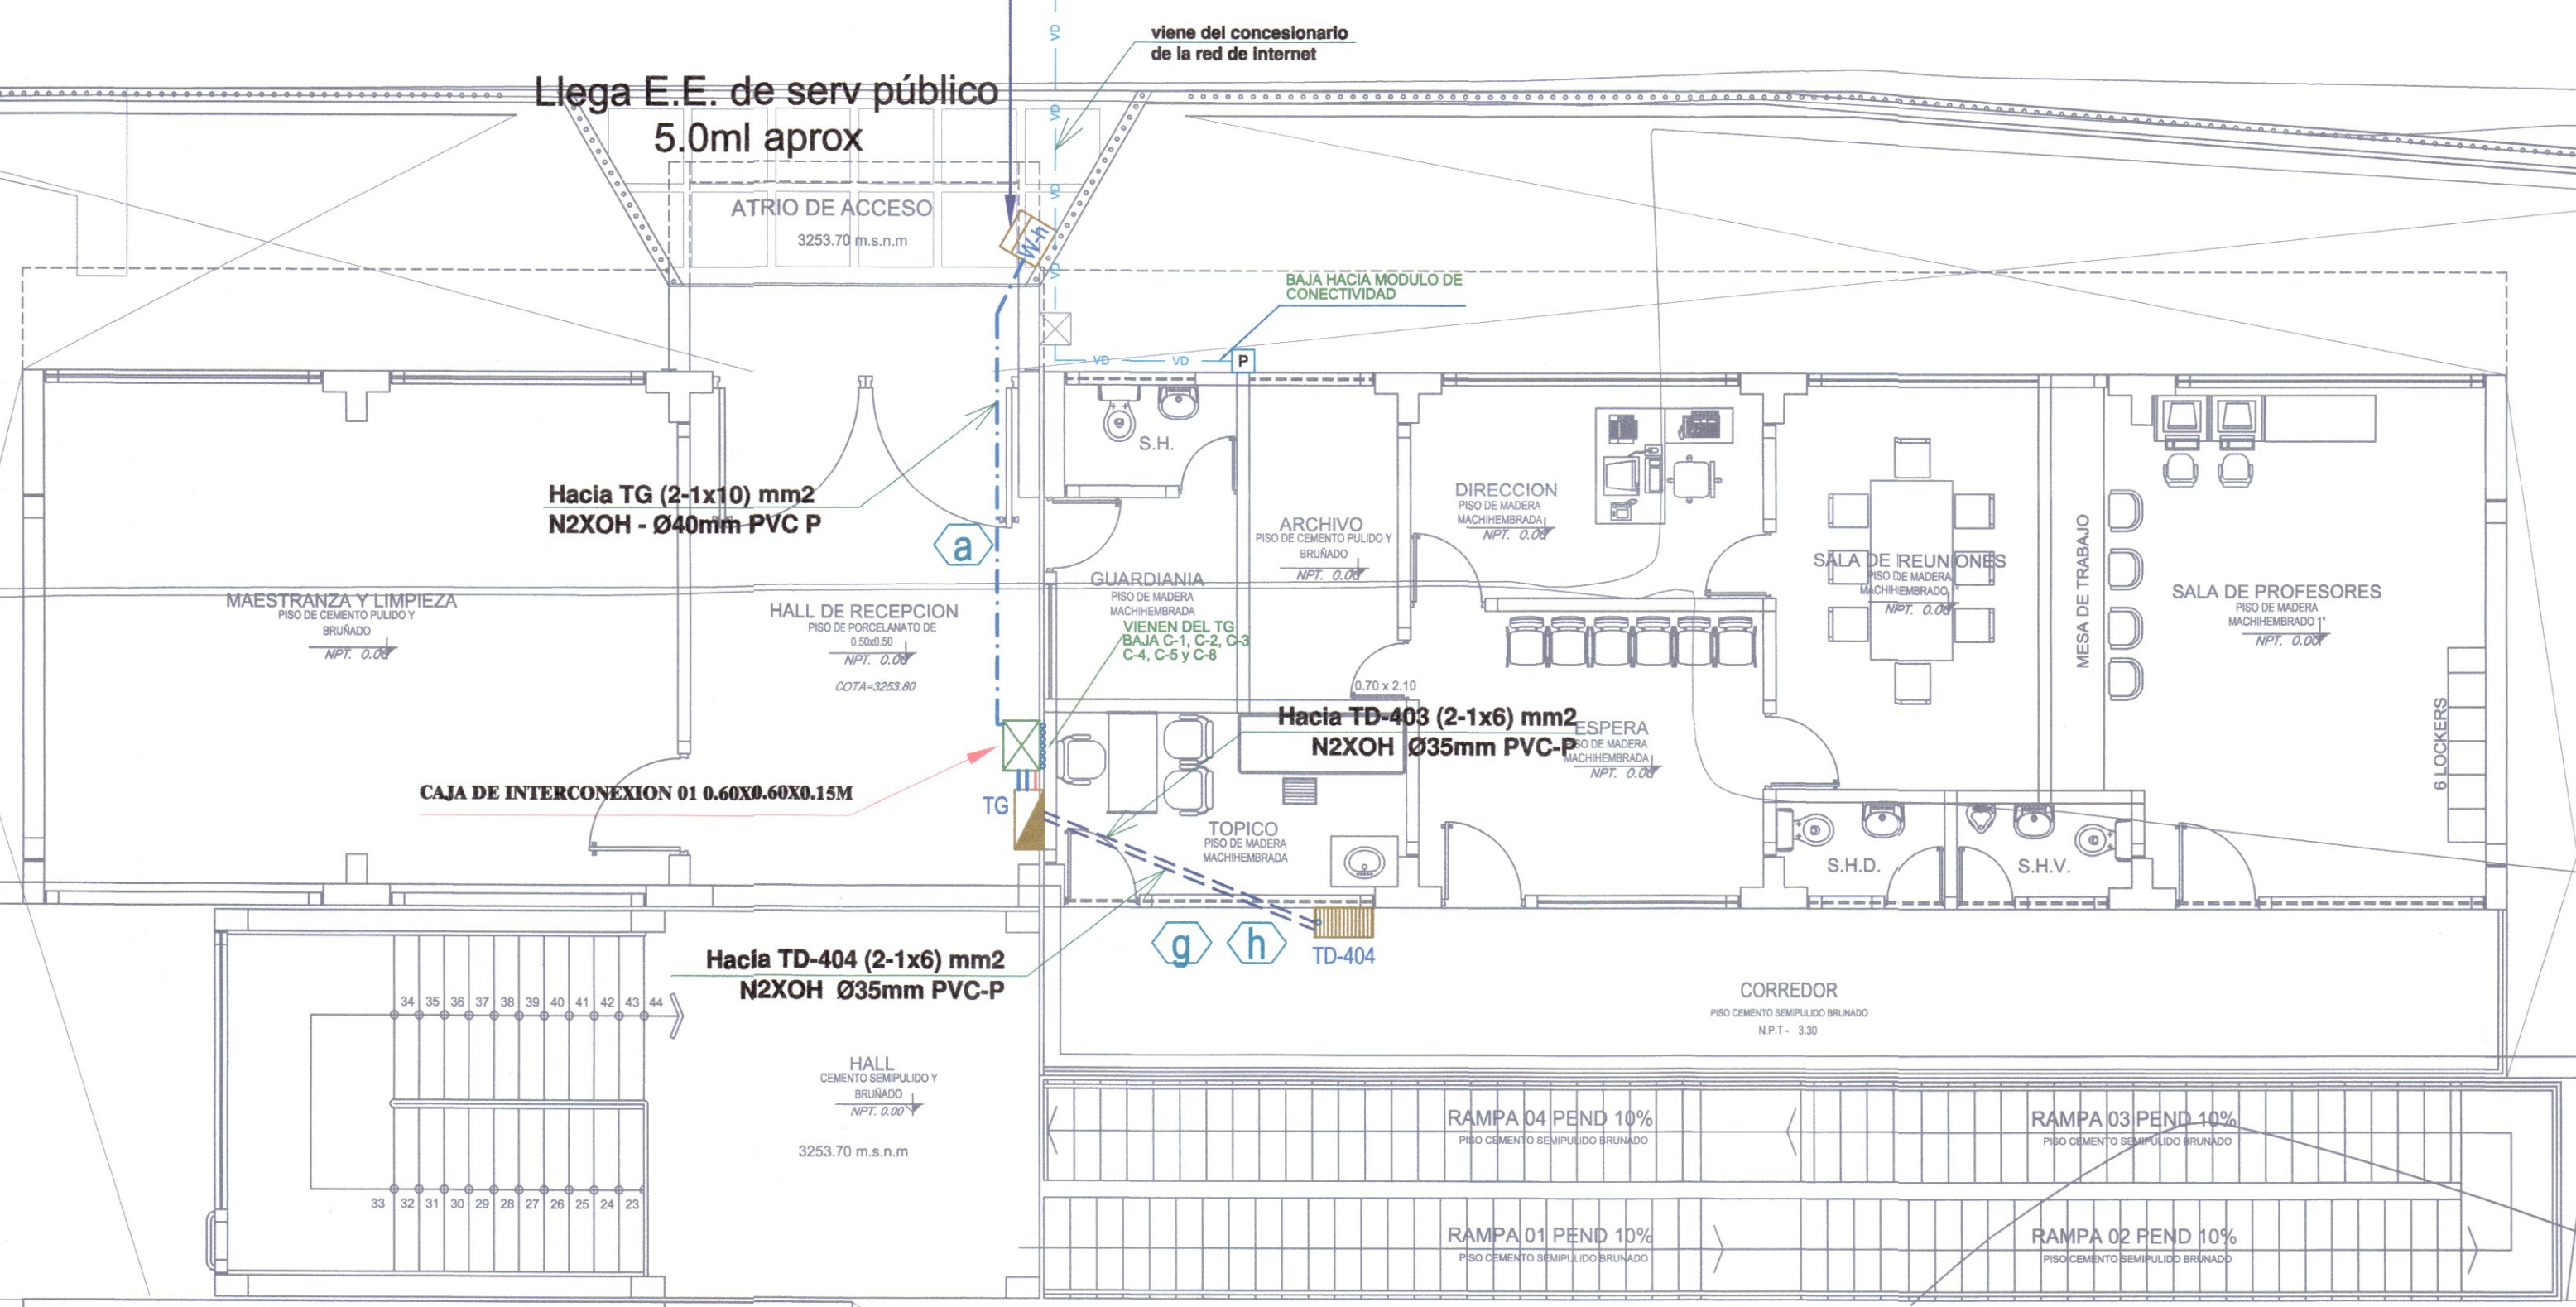 VD
viene del concesionario
de la red de internet
Llega E.E. de serv público
5.0ml aprox
VD
VD
ATRIO DE ACCESO
3253.70 m.s.n.m
W-h
VD
BAJA HACIA MODULO DE
CONECTIVIDAD
VD
VD
P
S.H.
Hacia TG (2-1x10) mm2
N2XOH - Ø40mm PVC P
a
DIRECCION
PISO DE MADERA
MACHIHEMBRADA
NPT. 0.00
ARCHIVO
PISO DE CEMENTO PULIDO Y
BRUÑADO
NPT. 0.00
GUARDIANIA
PISO DE MADERA
MACHIHEMBRADA
VIENEN DEL TG
BAJA C-1, C-2, C-3
C-4, C-5 y C-8
SALA DE REUNIONES
PISO DE MADERA
MACHIHEMBRADO 1"
NPT. 0.00
MESA DE TRABAJO
SALA DE PROFESORES
PISO DE MADERA
MACHIHEMBRADO 1"
NPT. 0.00
MAESTRANZA Y LIMPIEZA
PISO DE CEMENTO PULIDO Y
BRUÑADO
NPT. 0.00
HALL DE RECEPCION
PISO DE PORCELANATO DE
0.50x0.50
NPT. 0.00
COTA=3253.80
0.70 x 2.10
Hacia TD-403 (2-1x6) mm2
N2XOH Ø35mm PVC-P
ESPERA
PISO DE MADERA
MACHIHEMBRADA
NPT. 0.00
6 LOCKERS
CAJA DE INTERCONEXION 01 0.60X0.60X0.15M
TG
TOPICO
PISO DE MADERA
MACHIHEMBRADA
S.H.D.
S.H.V.
Hacia TD-404 (2-1x6) mm2
N2XOH Ø35mm PVC-P
g
h
TD-404
34 35 36 37 38 39 40 41 42 43 44
CORREDOR
PISO CEMENTO SEMIPULIDO BRUNADO
N.P.T - 3.30
HALL
CEMENTO SEMIPULIDO Y
BRUÑADO
NPT. 0.00
3253.70 m.s.n.m
RAMPA 04 PEND 10%
PISO CEMENTO SEMIPULIDO BRUNADO
RAMPA 03 PEND 10%
PISO CEMENTO SEMIPULIDO BRUNADO
33 32 31 30 29 28 27 26 25 24 23
RAMPA 01 PEND 10%
PISO CEMENTO SEMIPULIDO BRUNADO
RAMPA 02 PEND 10%
PISO CEMENTO SEMIPULIDO BRUNADO